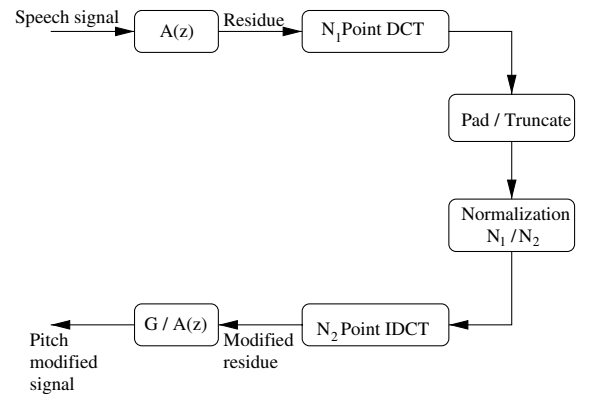 Speech signal
A(z)
Residue
N₁Point DCT
Pad / Truncate
Normalization
N₁ / N₂
N₂ Point IDCT
Modified
residue
G / A(z)
Pitch
modified
signal